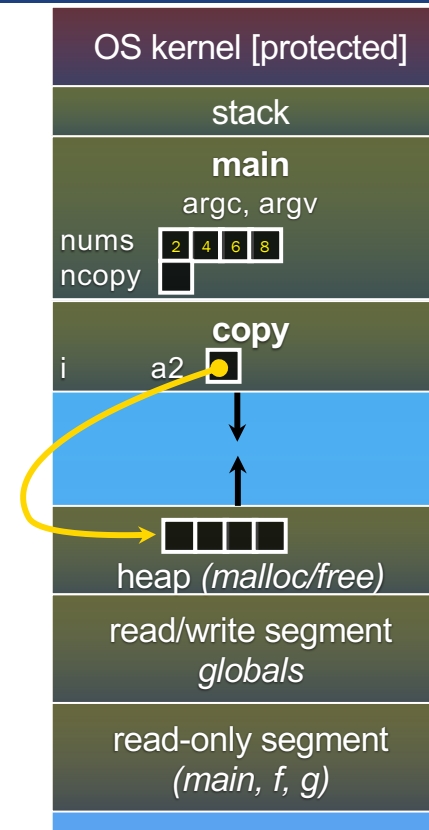 OS kernel [protected]
stack
main
argc, argv
nums 2 4 6 8
ncopy
copy
i a2
heap (malloc/free)
read/write segment
globals
read-only segment
(main, f, g)